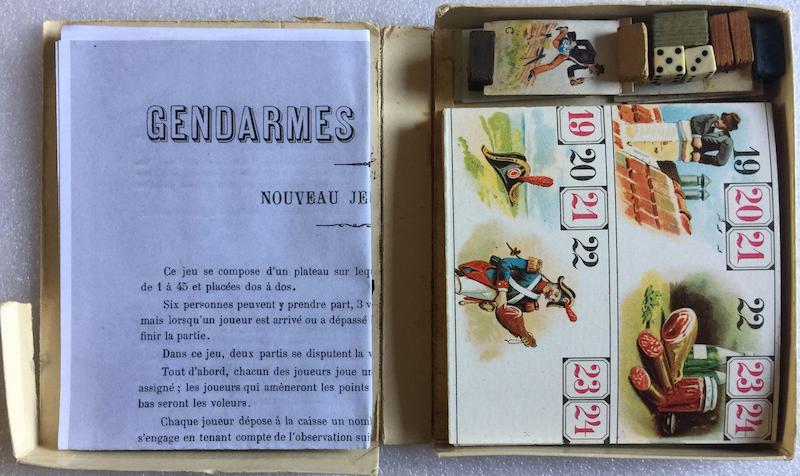 GENDARMES
NOUVEAU JE
Ce jeu se compose d'un plateau sur leq
de 1 à 45 et placées dos à dos.
Six personnes peuvent y prendre part, 3 v
mais lorsqu'un joueur est arrivé ou a dépassé
finir la partie.
Dans ce jeu, deux partis se disputent la v
Tout d'abord, chacun des joueurs joue un
assigné ; les joueurs qui amèneront les points
bas seront les voleurs.
Chaque joueur dépose à la caisse un nom
s'engage en tenant compte de l'observation sui
C
19
20
21
22
23
24
19
20
21
22
23
24